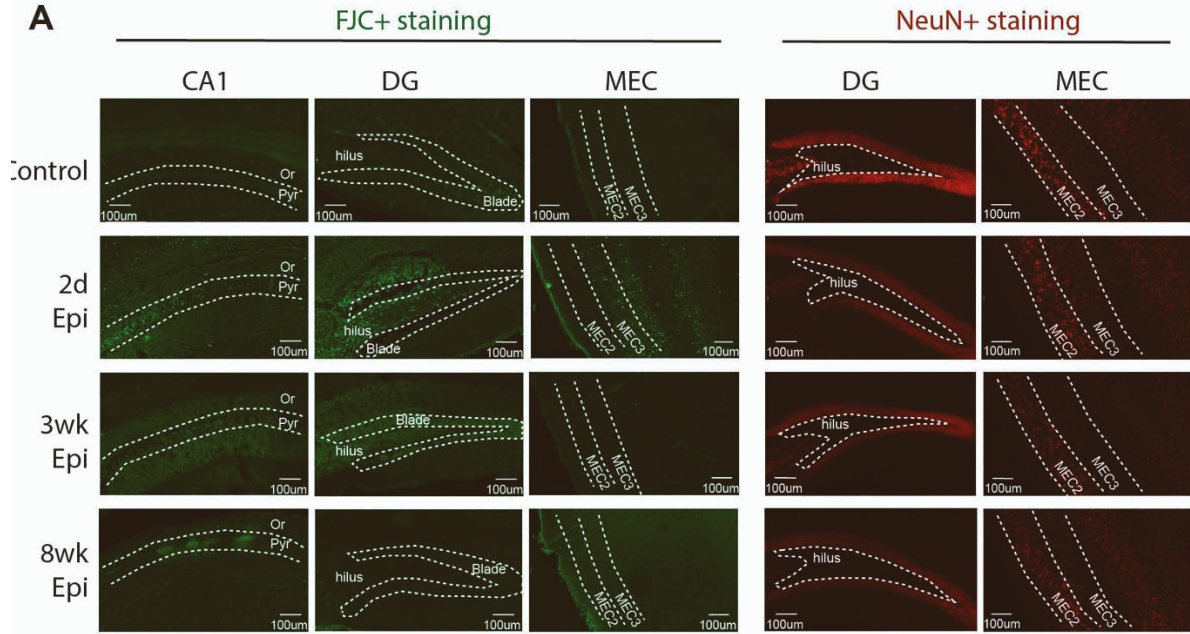 A
FJC+ staining NeuN+ staining
CA1 DG MEC DG MEC
Control
Or Pyr 100um
hilus Blade 100um
MEC2 MEC3 100um
hilus 100um
MEC2 MEC3 100um
2d Epi
Or Pyr 100um
hilus Blade 100um
MEC2 MEC3 100um
hilus 100um
MEC2 MEC3 100um
3wk Epi
Or Pyr 100um
hilus Blade 100um
MEC2 MEC3 100um
hilus 100um
MEC2 MEC3 100um
8wk Epi
Or Pyr 100um
hilus Blade 100um
MEC2 MEC3 100um
hilus 100um
MEC2 MEC3 100um